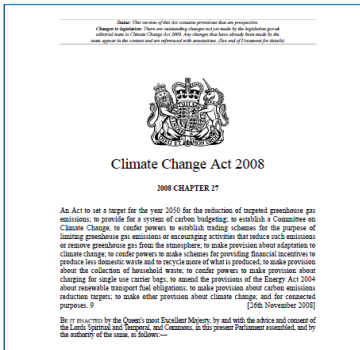 Status: This version of this Act contains provisions that are prospective.
Changes to legislation: There are outstanding changes not yet made by the legislation.gov.uk
editorial team to Climate Change Act 2008. Any changes that have already been made by the
team appear in the content and are referenced with annotations. (See end of Document for details)
Climate Change Act 2008
2008 CHAPTER 27
An Act to set a target for the year 2050 for the reduction of targeted greenhouse gas
emissions; to provide for a system of carbon budgeting; to establish a Committee on
Climate Change; to confer powers to establish trading schemes for the purpose of
limiting greenhouse gas emissions or encouraging activities that reduce such emissions
or remove greenhouse gas from the atmosphere; to make provision about adaptation to
climate change; to confer powers to make schemes for providing financial incentives to
produce less domestic waste and to recycle more of what is produced; to make provision
about the collection of household waste; to confer powers to make provision about
charging for single use carrier bags; to amend the provisions of the Energy Act 2004
about renewable transport fuel obligations; to make provision about carbon emissions
reduction targets; to make other provision about climate change; and for connected
purposes. 9 [26th November 2008]
BE IT ENACTED by the Queen's most Excellent Majesty, by and with the advice and consent of
the Lords Spiritual and Temporal, and Commons, in this present Parliament assembled, and by
the authority of the same, as follows:—